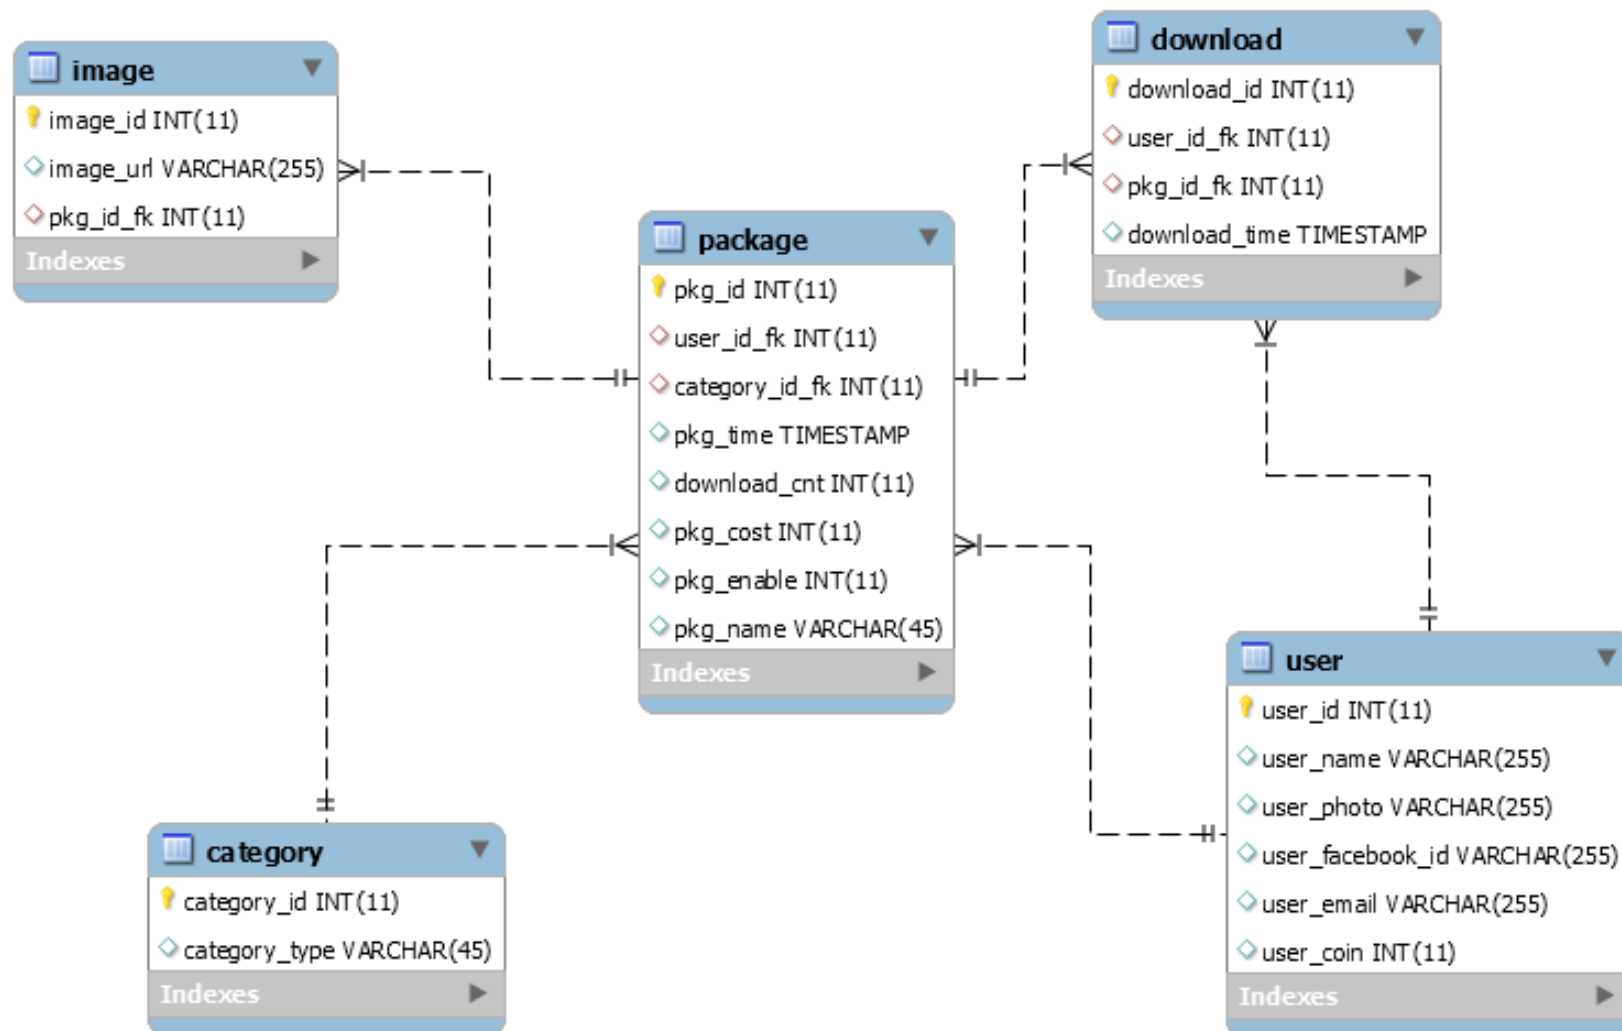 image
image_id INT(11)
image_url VARCHAR(255)
pkg_id_fk INT(11)
Indexes
package
pkg_id INT(11)
user_id_fk INT(11)
category_id_fk INT(11)
pkg_time TIMESTAMP
download_cnt INT(11)
pkg_cost INT(11)
pkg_enable INT(11)
pkg_name VARCHAR(45)
Indexes
download
download_id INT(11)
user_id_fk INT(11)
pkg_id_fk INT(11)
download_time TIMESTAMP
Indexes
category
category_id INT(11)
category_type VARCHAR(45)
Indexes
user
user_id INT(11)
user_name VARCHAR(255)
user_photo VARCHAR(255)
user_facebook_id VARCHAR(255)
user_email VARCHAR(255)
user_coin INT(11)
Indexes